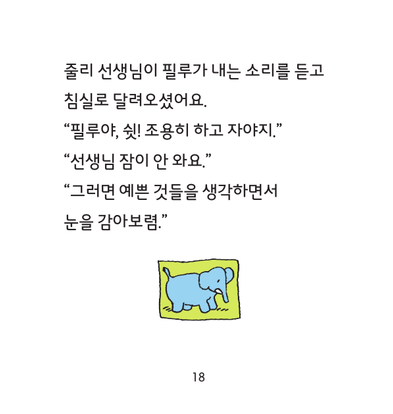 줄리 선생님이 필루가 내는 소리를 듣고
침실로 달려오셨어요.
“필루야, 쉿! 조용히 하고 자야지.”
“선생님 잠이 안 와요.”
“그러면 예쁜 것들을 생각하면서
눈을 감아보렴.”
18